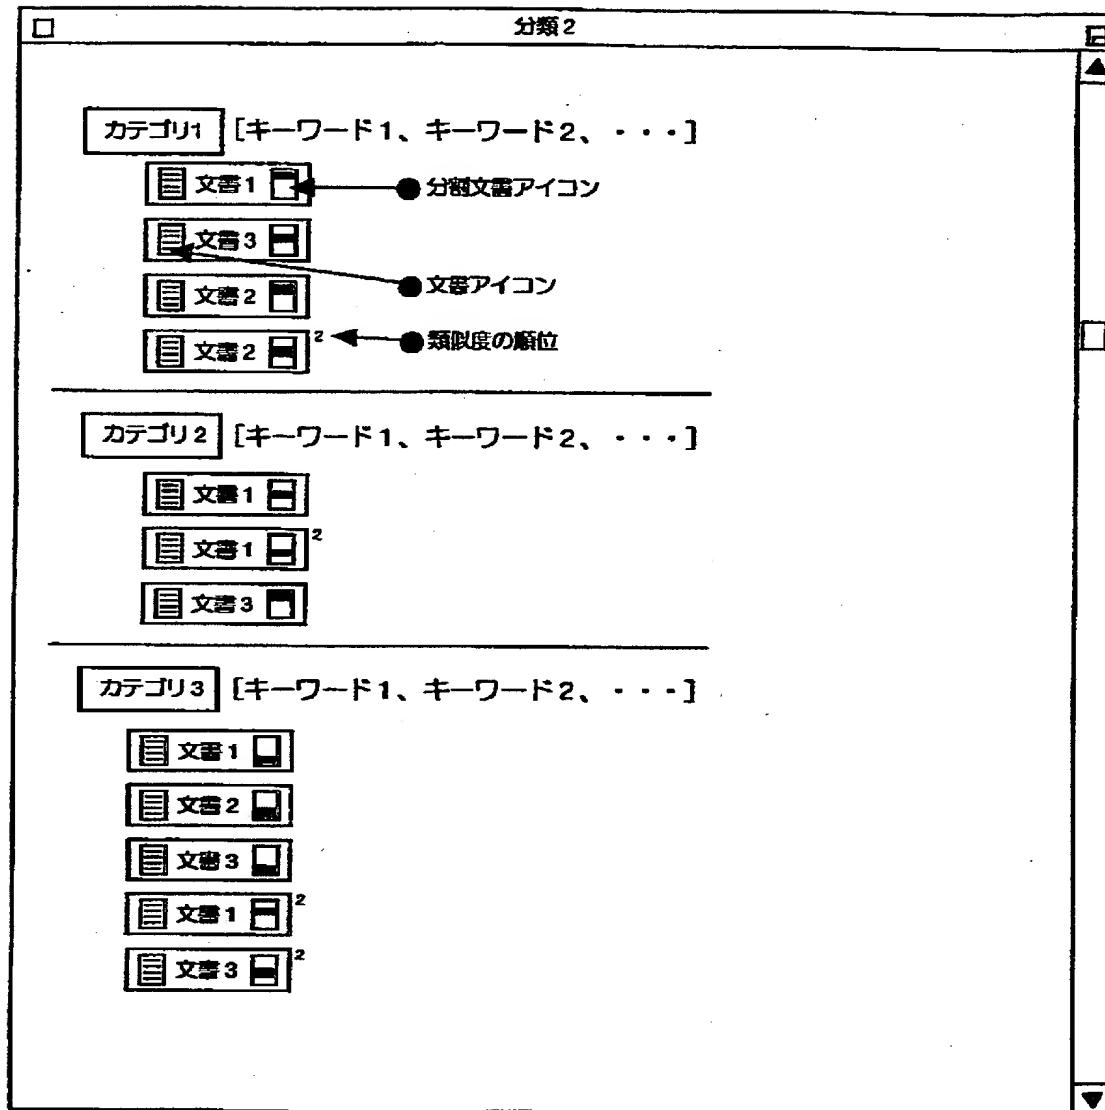 分類2
カテゴリ1 [キーワード1、キーワード2、・・・]
文書1
分割文書アイコン
文書3
文書アイコン
文書2
文書2 2
類似度の順位
カテゴリ2 [キーワード1、キーワード2、・・・]
文書1
文書1 2
文書3
カテゴリ3 [キーワード1、キーワード2、・・・]
文書1
文書2
文書3
文書1 2
文書3 2